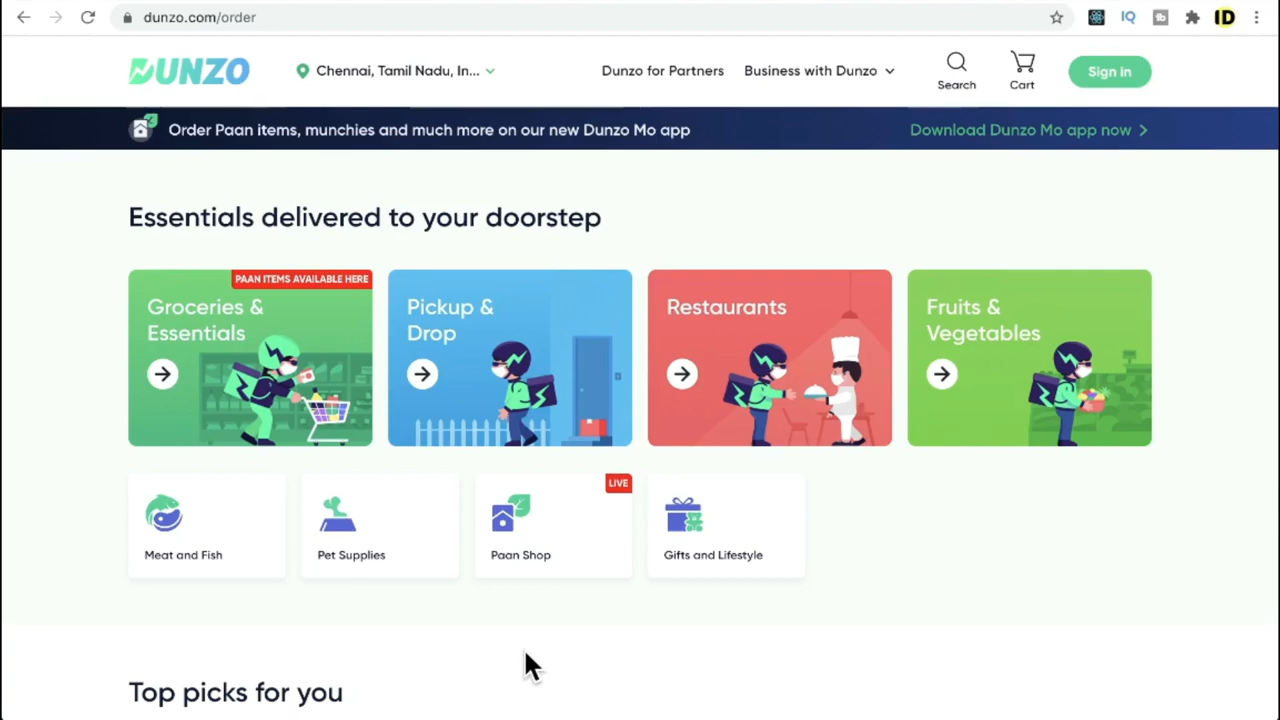 dunzo.com/order
IQ
tb
ID
DUNZO
Chennai, Tamil Nadu, In...
Dunzo for Partners
Business with Dunzo
Search
Cart
Sign in
Order Paan items, munchies and much more on our new Dunzo Mo app
Download Dunzo Mo app now
Essentials delivered to your doorstep
PAAN ITEMS AVAILABLE HERE
Groceries &
Essentials
Pickup &
Drop
Restaurants
Fruits &
Vegetables
Meat and Fish
Pet Supplies
LIVE
Paan Shop
Gifts and Lifestyle
Top picks for you